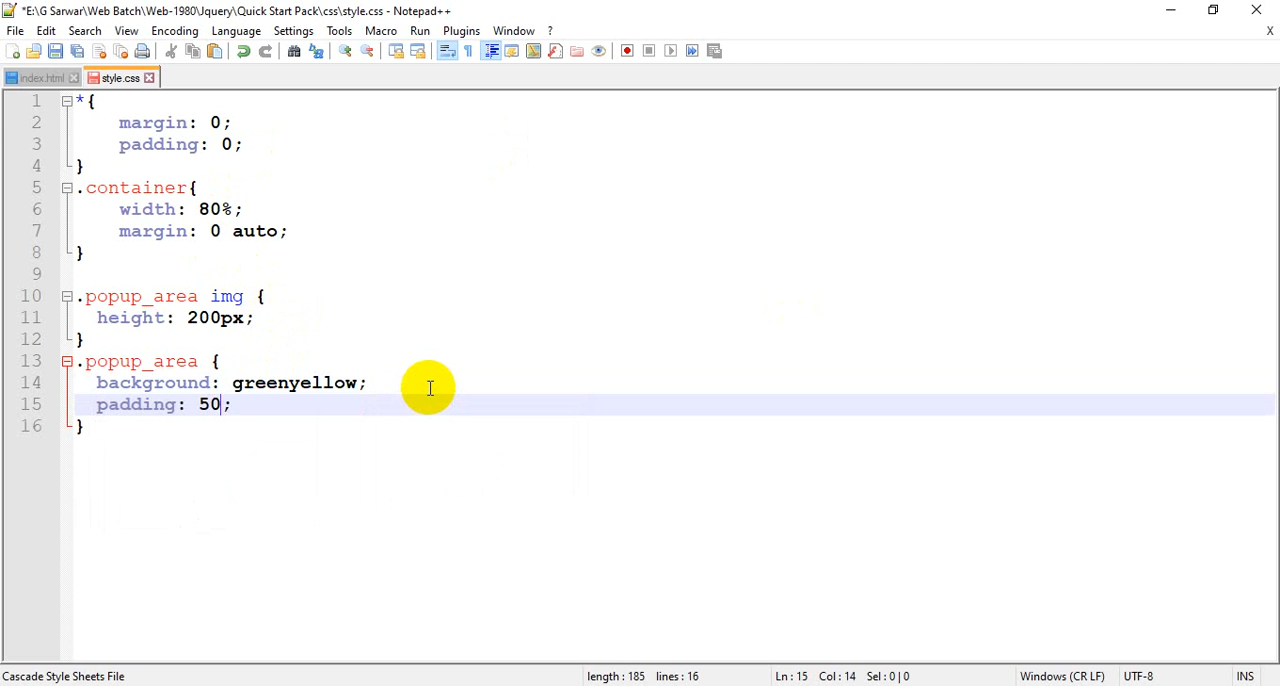 *E:\G Sarwar\Web Batch\Web-1980\Jquery\Quick Start Pack\css\style.css - Notepad++
File Edit Search View Encoding Language Settings Tools Macro Run Plugins Window ? X
index.html style.css
1 *{
2 margin: 0;
3 padding: 0;
4 }
5 .container{
6 width: 80%;
7 margin: 0 auto;
8 }
9
10 .popup_area img {
11 height: 200px;
12 }
13 .popup_area {
14 background: greenyellow;
15 padding: 50;
16 }
Cascade Style Sheets File length : 185 lines : 16 Ln : 15 Col : 14 Sel : 0 | 0 Windows (CR LF) UTF-8 INS